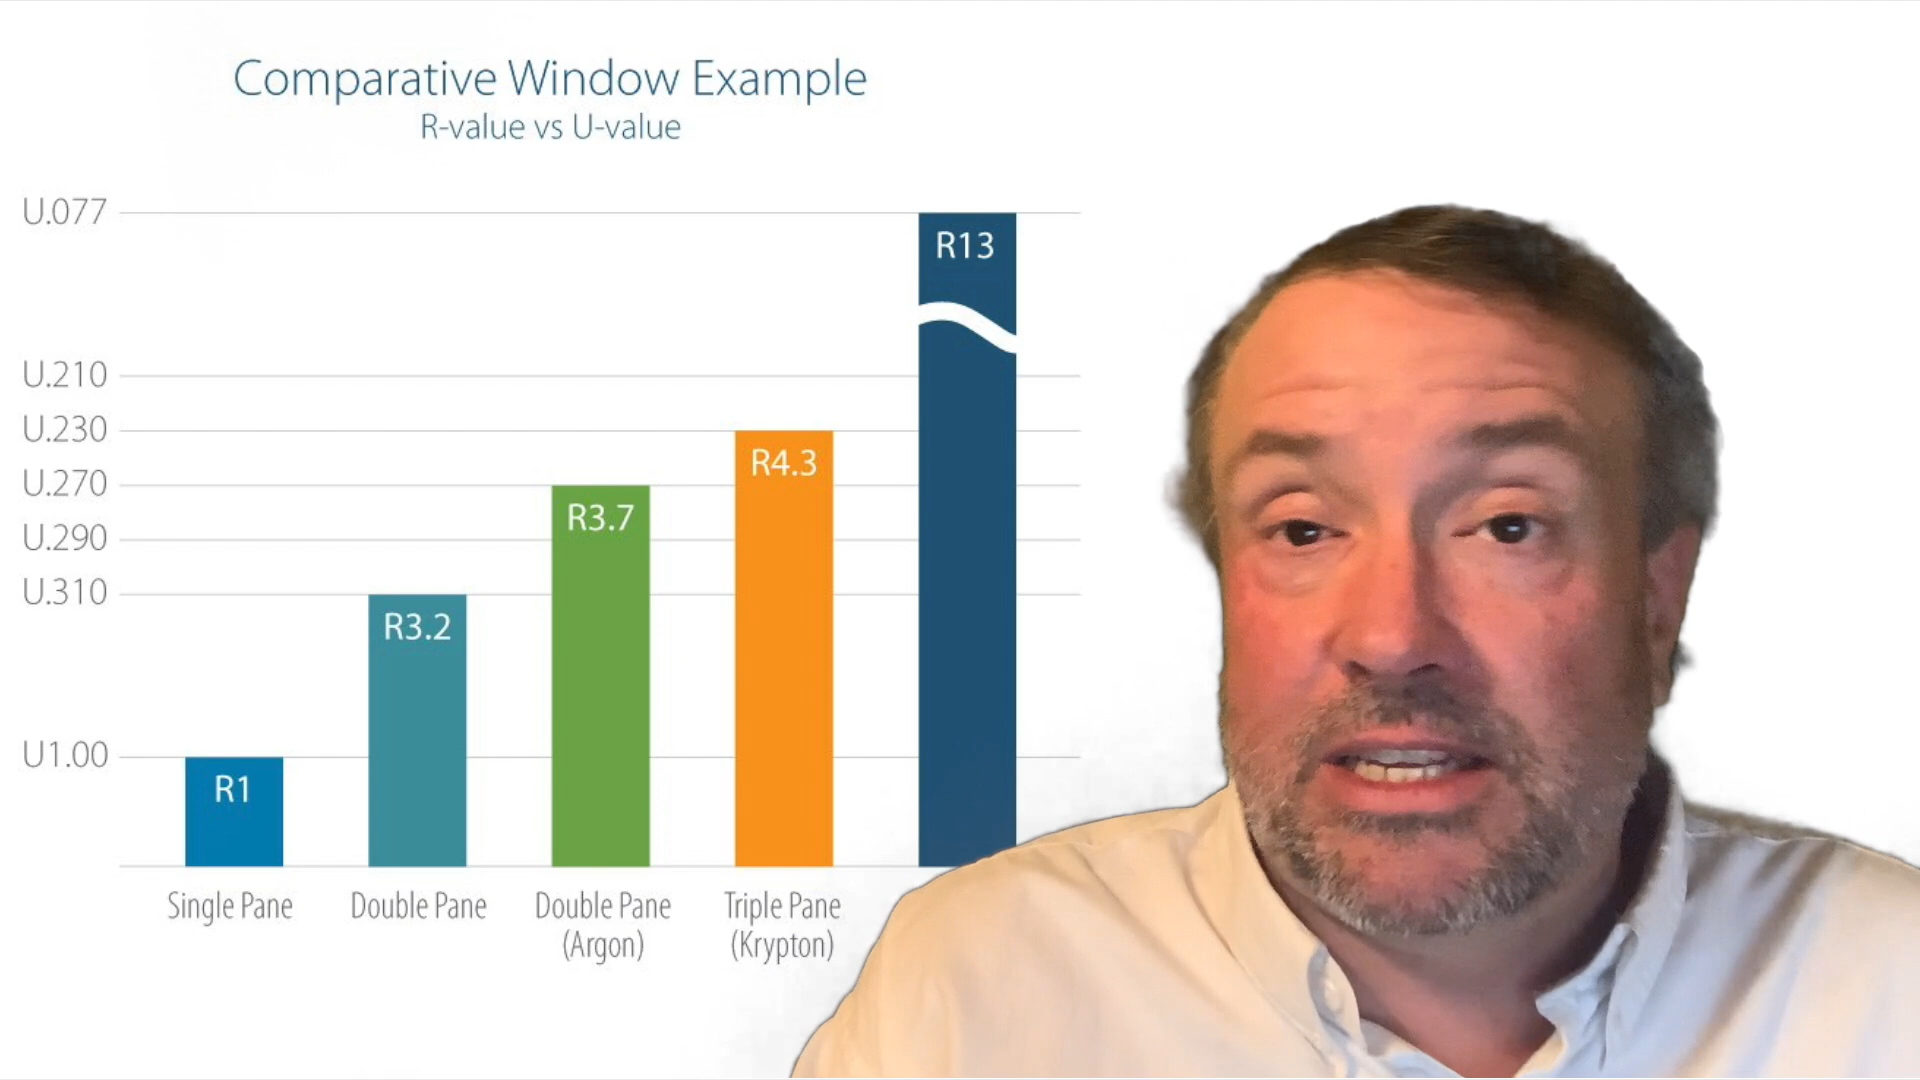 Comparative Window Example
R-value vs U-value
U.077
R13
U.210
U.230
R4.3
U.270
R3.7
U.290
U.310
R3.2
U1.00
R1
Single Pane
Double Pane
Double Pane
(Argon)
Triple Pane
(Krypton)